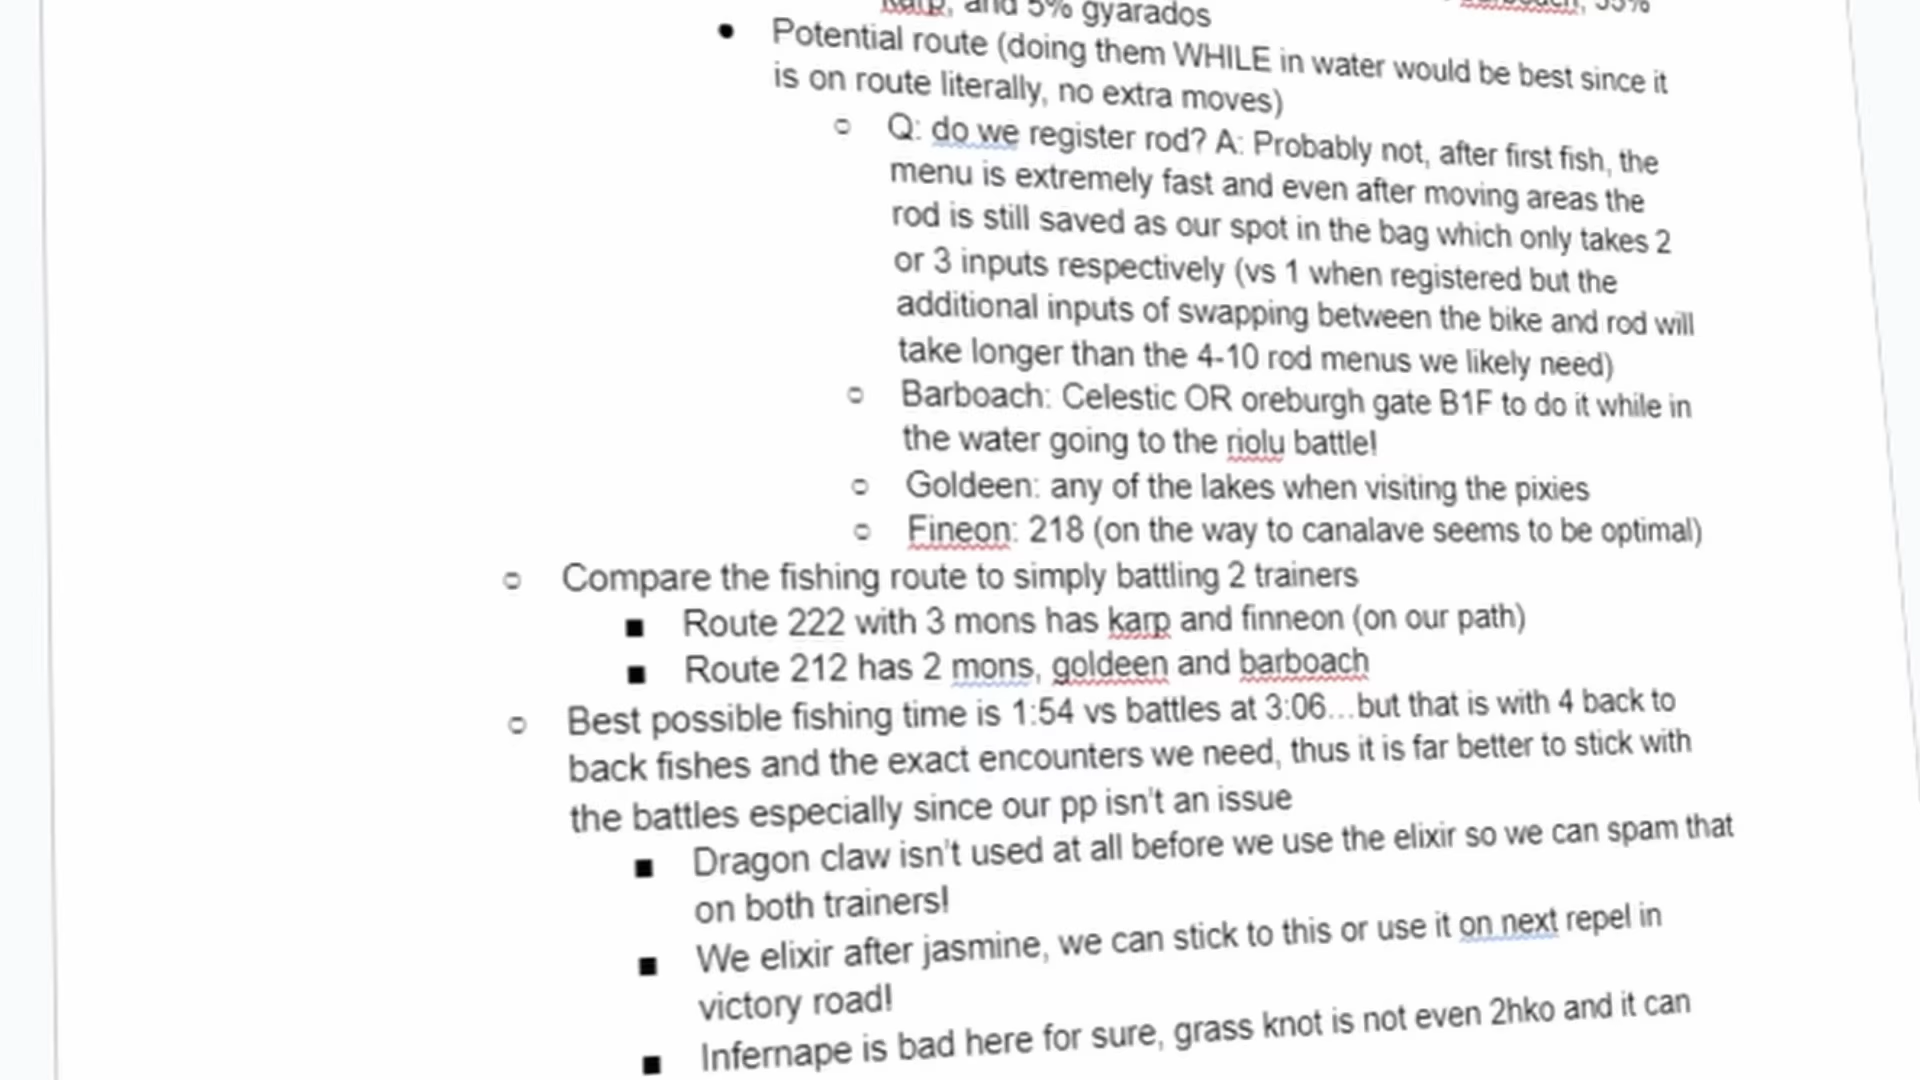 karp, and 5% gyarados
Potential route (doing them WHILE in water would be best since it
is on route literally, no extra moves)
Q: do we register rod? A: Probably not, after first fish, the
menu is extremely fast and even after moving areas the
rod is still saved as our spot in the bag which only takes 2
or 3 inputs respectively (vs 1 when registered but the
additional inputs of swapping between the bike and rod will
take longer than the 4-10 rod menus we likely need)
Barboach: Celestic OR oreburgh gate B1F to do it while in
the water going to the riolu battle!
Goldeen: any of the lakes when visiting the pixies
Fineon: 218 (on the way to canalave seems to be optimal)
Compare the fishing route to simply battling 2 trainers
Route 222 with 3 mons has karp and finneon (on our path)
Route 212 has 2 mons, goldeen and barboach
Best possible fishing time is 1:54 vs battles at 3:06...but that is with 4 back to
back fishes and the exact encounters we need, thus it is far better to stick with
the battles especially since our pp isn't an issue
Dragon claw isn't used at all before we use the elixir so we can spam that
on both trainers!
We elixir after jasmine, we can stick to this or use it on next repel in
victory road!
Infernape is bad here for sure, grass knot is not even 2hko and it can